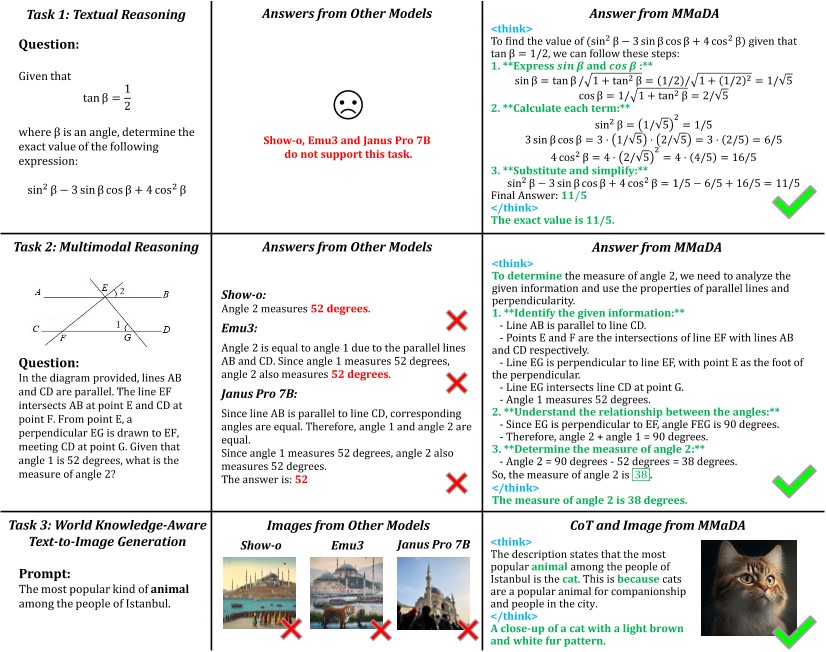 Task 1: Textual Reasoning
Question:
Given that
tan β = 1/2
where β is an angle, determine the
exact value of the following
expression:
sin² β − 3 sin β cos β + 4 cos² β
Answers from Other Models
Show-o, Emu3 and Janus Pro 7B
do not support this task.
Answer from MMaDA
<think>
To find the value of (sin² β − 3 sin β cos β + 4 cos² β) given that
tan β = 1/2, we can follow these steps:
1. **Express sin β and cos β :**
sin β = tan β /√1 + tan² β = (1/2)/√1 + (1/2)² = 1/√5
cos β = 1/√1 + tan² β = 2/√5
2. **Calculate each term:**
sin² β = (1/√5)² = 1/5
3 sin β cos β = 3 · (1/√5) · (2/√5) = 3 · (2/5) = 6/5
4 cos² β = 4 · (2/√5)² = 4 · (4/5) = 16/5
3. **Substitute and simplify:**
sin² β − 3 sin β cos β + 4 cos² β = 1/5 − 6/5 + 16/5 = 11/5
Final Answer: 11/5
</think>
The exact value is 11/5.
Task 2: Multimodal Reasoning
E
2
A
B
C
1
D
F
G
Question:
In the diagram provided, lines AB
and CD are parallel. The line EF
intersects AB at point E and CD at
point F. From point E, a
perpendicular EG is drawn to EF,
meeting CD at point G. Given that
angle 1 is 52 degrees, what is the
measure of angle 2?
Answers from Other Models
Show-o:
Angle 2 measures 52 degrees.
Emu3:
Angle 2 is equal to angle 1 due to the parallel lines
AB and CD. Since angle 1 measures 52 degrees,
angle 2 also measures 52 degrees.
Janus Pro 7B:
Since line AB is parallel to line CD, corresponding
angles are equal. Therefore, angle 1 and angle 2 are
equal.
Since angle 1 measures 52 degrees, angle 2 also
measures 52 degrees.
The answer is: 52
Answer from MMaDA
<think>
To determine the measure of angle 2, we need to analyze the
given information and use the properties of parallel lines and
perpendicularity.
1. **Identify the given information:**
- Line AB is parallel to line CD.
- Points E and F are the intersections of line EF with lines AB
and CD respectively.
- Line EG is perpendicular to line EF, with point E as the foot of
the perpendicular.
- Line EG intersects line CD at point G.
- Angle 1 measures 52 degrees.
2. **Understand the relationship between the angles:**
- Since EG is perpendicular to EF, angle FEG is 90 degrees.
- Therefore, angle 2 + angle 1 = 90 degrees.
3. **Determine the measure of angle 2:**
- Angle 2 = 90 degrees - 52 degrees = 38 degrees.
So, the measure of angle 2 is 38.
</think>
The measure of angle 2 is 38 degrees.
Task 3: World Knowledge-Aware
Text-to-Image Generation
Prompt:
The most popular kind of animal
among the people of Istanbul.
Images from Other Models
Show-o
Emu3
Janus Pro 7B
CoT and Image from MMaDA
<think>
The description states that the most
popular animal among the people of
Istanbul is the cat. This is because cats
are a popular animal for companionship
and people in the city.
</think>
A close-up of a cat with a light brown
and white fur pattern.